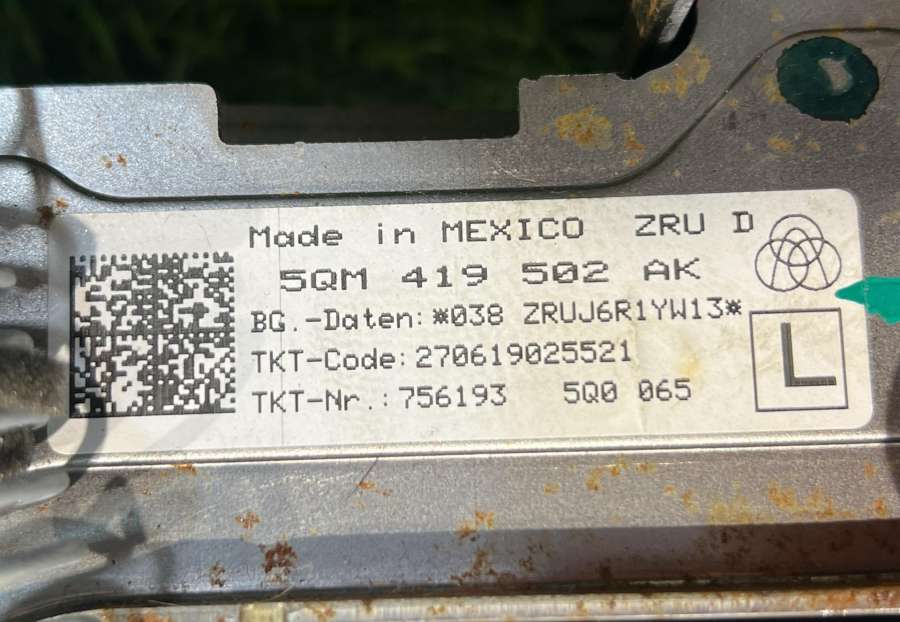 Made in MEXICO ZRU D
5QM 419 502 AK
BG.-Daten:*038 ZRUJ6R1YW13*
TKT-Code:270619025521
TKT-Nr.:756193 5Q0 065
L